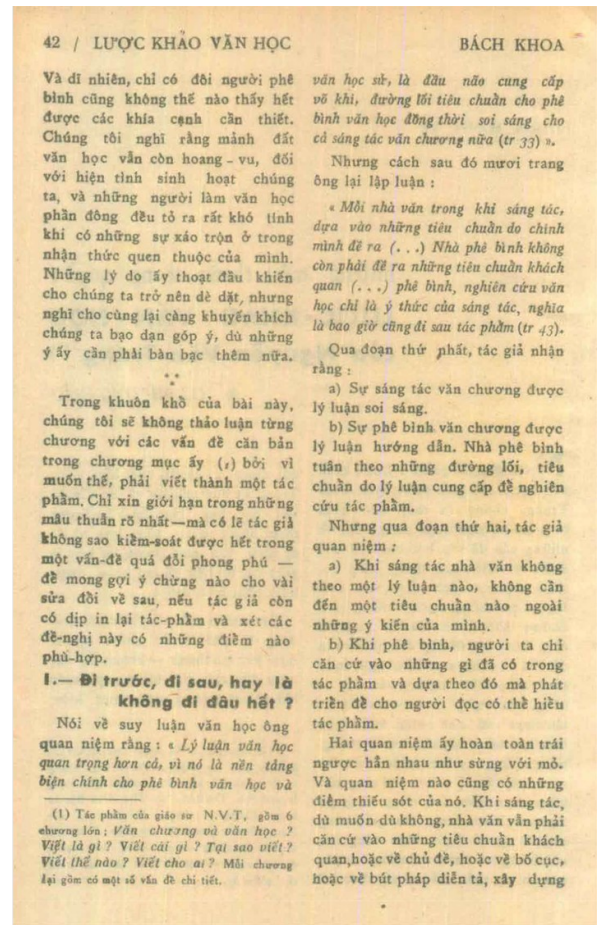 42 / LƯỢC KHẢO VĂN HỌC
BÁCH KHOA
Và dĩ nhiên, chỉ có đôi người phê
bình cũng không thể nào thấy hết
được các khía cạnh cần thiết.
Chúng tôi nghĩ rằng mảnh đất
văn học vẫn còn hoang-vu, đối
với hiện tình sinh hoạt chúng
ta, và những người làm văn học
phần đông đều tỏ ra rất khó tính
khi có những sự xáo trộn ở trong
nhận thức quen thuộc của mình.
Những lý do ấy thoạt đầu khiến
cho chúng ta trở nên dè dặt, nhưng
nghĩ cho cùng lại càng khuyến khích
chúng ta bạo dạn góp ý, dù những
ý ấy cần phải bàn bạc thêm nữa.
* * *
Trong khuôn khổ của bài này,
chúng tôi sẽ không thảo luận từng
chương với các vấn đề căn bản
trong chương mục ấy (1) bởi vì
muốn thế, phải viết thành một tác
phẩm. Chỉ xin giới hạn trong những
mâu thuẫn rõ nhất—mà có lẽ tác giả
không sao kiểm-soát được hết trong
một vấn-đề quá đỗi phong phú —
để mong gợi ý chừng nào cho vài
sửa đổi về sau, nếu tác giả còn
có dịp in lại tác-phẩm và xét các
đề-nghị này có những điểm nào
phù-hợp.
1.— Đi trước, đi sau, hay là
không đi đâu hết ?
Nói về suy luận văn học ông
quan niệm rằng : « Lý luận văn học
quan trọng hơn cả, vì nó là nền tảng
biện chính cho phê bình văn học và
(1) Tác phẩm của giáo sư N.V.T, gồm 6
chương lớn ; Văn chương và văn học ?
Viết là gì ? Viết cái gì ? Tại sao viết ?
Viết thế nào ? Viết cho ai ? Mỗi chương
lại gồm có một số vấn đề chi tiết.
văn học sử, là đầu não cung cấp
võ khí, đường lối tiêu chuẩn cho phê
bình văn học đồng thời soi sáng cho
cả sáng tác văn chương nữa (tr 33) ».
Nhưng cách sau đó mươi trang
ông lại lập luận :
« Mỗi nhà văn trong khi sáng tác,
dựa vào những tiêu chuẩn do chính
mình đề ra (. . .) Nhà phê bình không
còn phải đề ra những tiêu chuẩn khách
quan (. . .) phê bình, nghiên cứu văn
học chỉ là ý thức của sáng tác, nghĩa
là bao giờ cũng đi sau tác phẩm (tr 43).
Qua đoạn thứ nhất, tác giả nhận
rằng :
a) Sự sáng tác văn chương được
lý luận soi sáng.
b) Sự phê bình văn chương được
lý luận hướng dẫn. Nhà phê bình
tuân theo những đường lối, tiêu
chuẩn do lý luận cung cấp để nghiên
cứu tác phẩm.
Nhưng qua đoạn thứ hai, tác giả
quan niệm :
a) Khi sáng tác nhà văn không
theo một lý luận nào, không cần
đến một tiêu chuẩn nào ngoài
những ý kiến của mình.
b) Khi phê bình, người ta chỉ
căn cứ vào những gì đã có trong
tác phẩm và dựa theo đó mà phát
triển để cho người đọc có thể hiểu
tác phẩm.
Hai quan niệm ấy hoàn toàn trái
ngược hẳn nhau như sừng với mỏ.
Và quan niệm nào cũng có những
điểm thiếu sót của nó. Khi sáng tác,
dù muốn dù không, nhà văn vẫn phải
căn cứ vào những tiêu chuẩn khách
quan,hoặc về chủ đề, hoặc về bố cục,
hoặc về bút pháp diễn tả, xây dựng